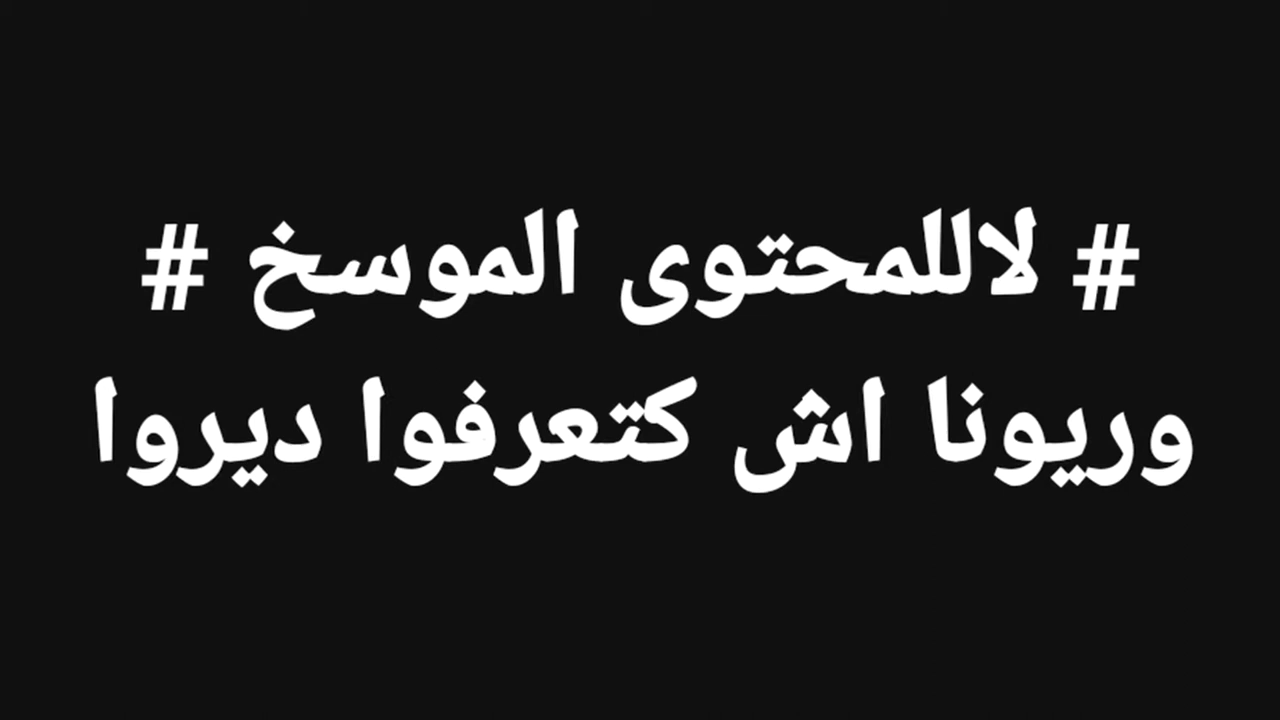 # لاللمحتوى الموسخ #
وريونا اش كتعرفوا ديروا